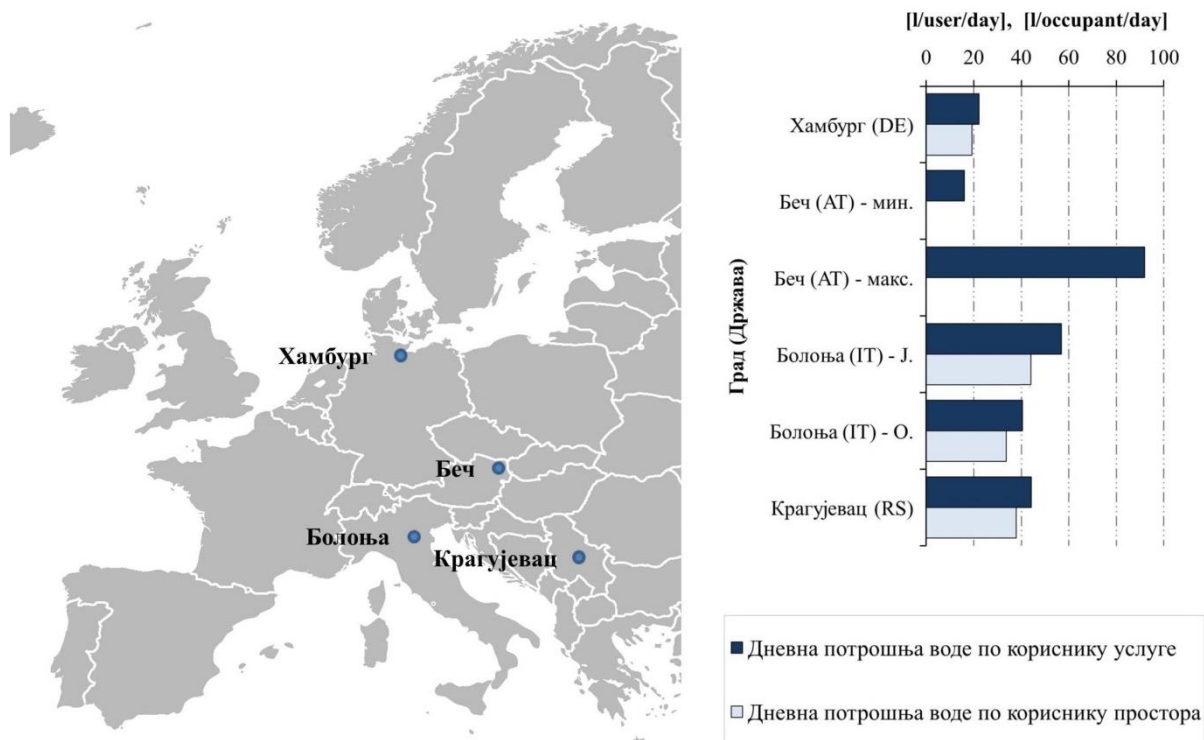 Хамбург
Беч
Болоња
Крагујевац
[l/user/day], [l/occupant/day]
0 20 40 60 80 100
Град (Држава)
Хамбург (DE)
Беч (AT) - мин.
Беч (AT) - макс.
Болоња (IT) - Ј.
Болоња (IT) - О.
Крагујевац (RS)
Дневна потрошња воде по кориснику услуге
Дневна потрошња воде по кориснику простора